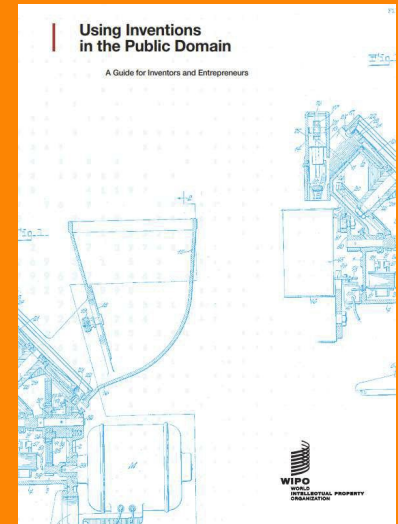 Using Inventions
in the Public Domain
A Guide for Inventors and Entrepreneurs
WIPO
WORLD
INTELLECTUAL PROPERTY
ORGANIZATION